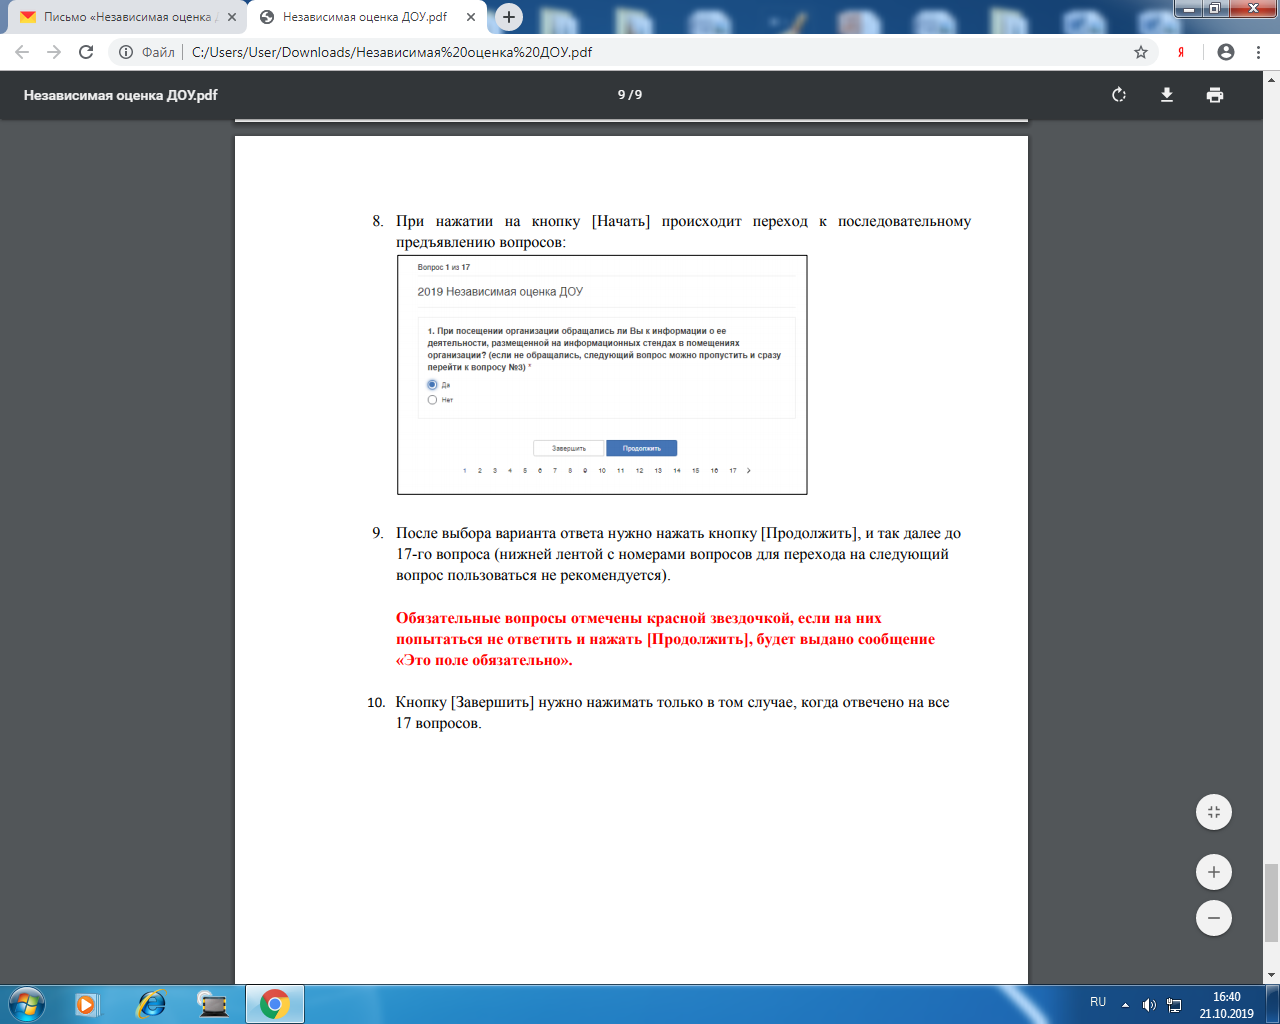 Письмо «Независимая оценка
Независимая оценка ДОУ.pdf
Файл
C:/Users/User/Downloads/Независимая%20оценка%20ДОУ.pdf
Я
Независимая оценка ДОУ.pdf
9 / 9
8. При нажатии на кнопку [Начать] происходит переход к последовательному
предъявлению вопросов:
Вопрос 1 из 17
2019 Независимая оценка ДОУ
1. При посещении организации обращались ли Вы к информации о ее
деятельности, размещенной на информационных стендах в помещениях
организации? (если не обращались, следующий вопрос можно пропустить и сразу
перейти к вопросу №3) *
Да
Нет
Завершить Продолжить
1 2 3 4 5 6 7 8 9 10 11 12 13 14 15 16 17 >
9. После выбора варианта ответа нужно нажать кнопку [Продолжить], и так далее до
17-го вопроса (нижней лентой с номерами вопросов для перехода на следующий
вопрос пользоваться не рекомендуется).
Обязательные вопросы отмечены красной звездочкой, если на них
попытаться не ответить и нажать [Продолжить], будет выдано сообщение
«Это поле обязательно».
10. Кнопку [Завершить] нужно нажимать только в том случае, когда отвечено на все
17 вопросов.
RU
16:40
21.10.2019